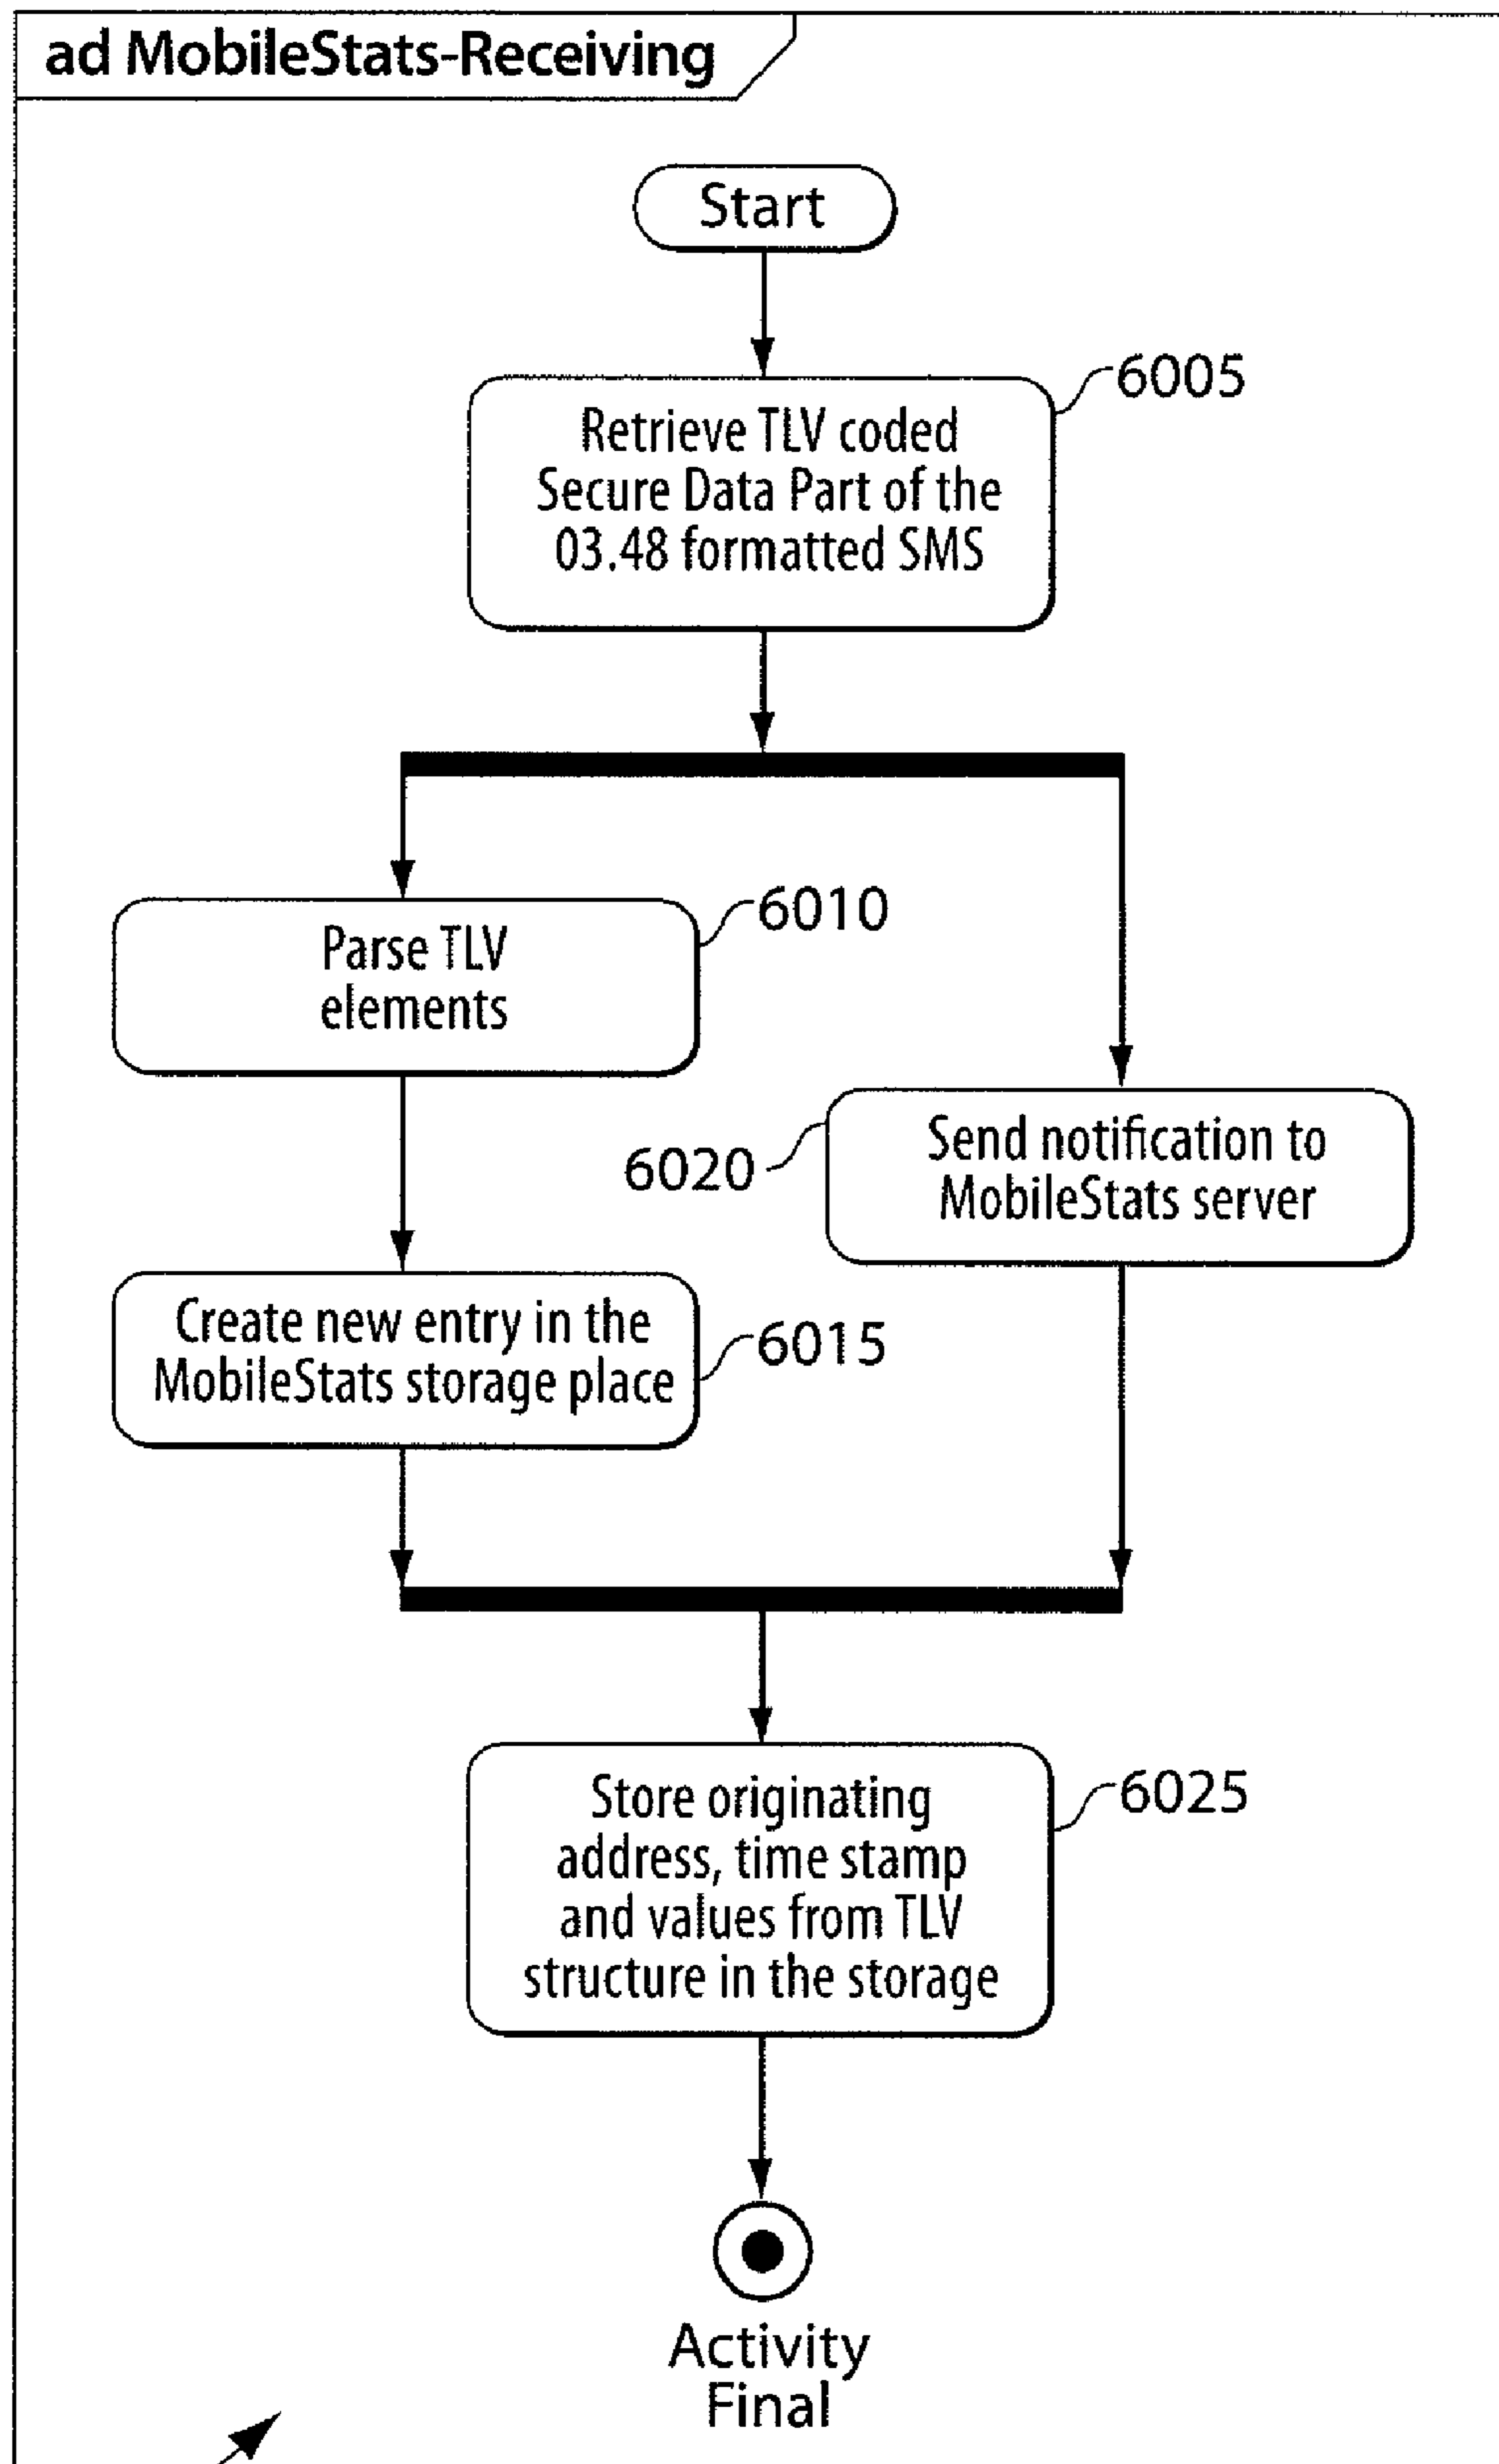 ad MobileStats-Receiving
Start
6005
Retrieve TLV coded
Secure Data Part of the
03.48 formatted SMS
6010
Parse TLV
elements
6020
Send notification to
MobileStats server
Create new entry in the
MobileStats storage place
6015
6025
Store originating
address, time stamp
and values from TLV
structure in the storage
Activity
Final